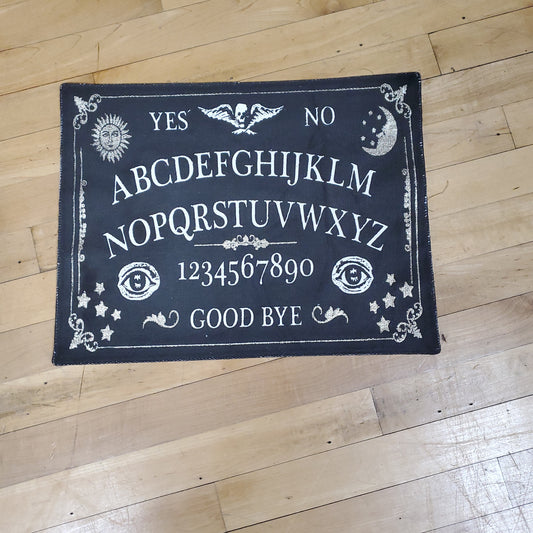 YES NO
ABCDEFGHIJKLM
NOPQRSTUVWXYZ
1234567890
GOOD BYE